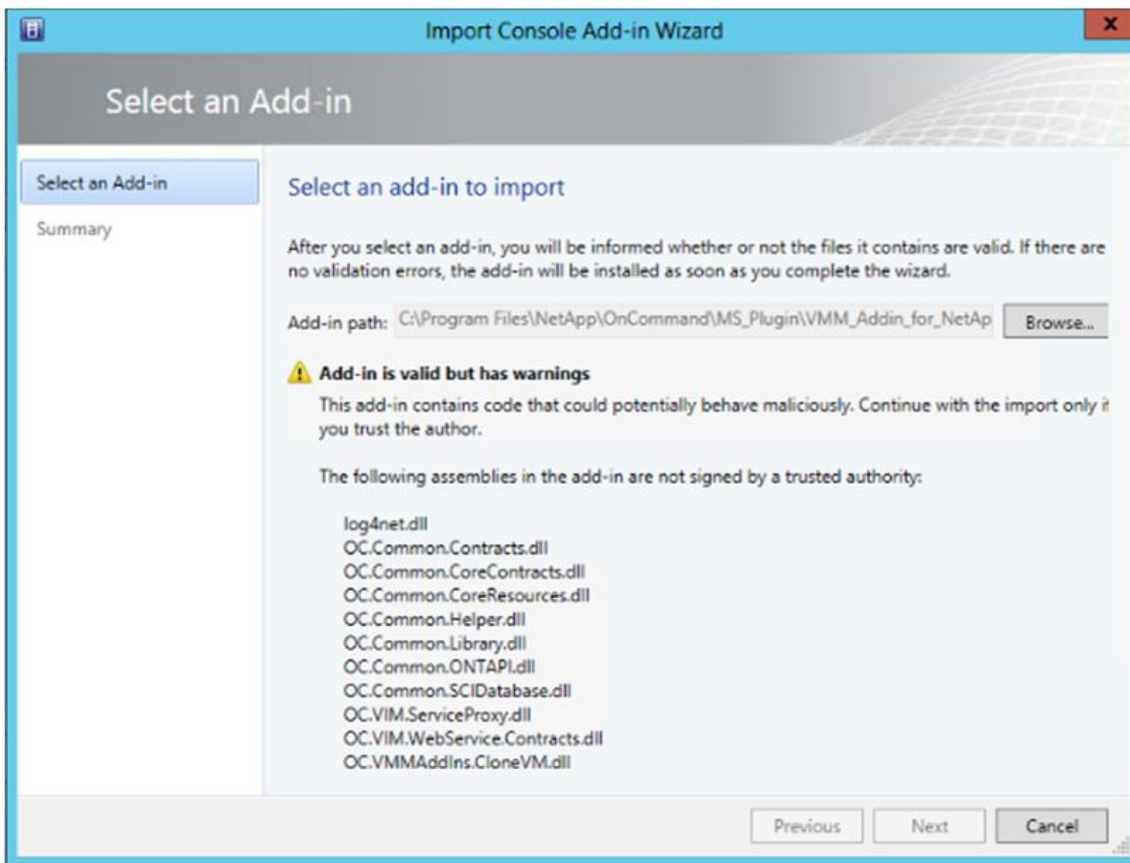 Import Console Add-in Wizard
x
Select an Add-in
Select an Add-in
Summary
Select an add-in to import
After you select an add-in, you will be informed whether or not the files it contains are valid. If there are
no validation errors, the add-in will be installed as soon as you complete the wizard.
Add-in path: C:\Program Files\NetApp\OnCommand\MS_Plugin\VMM_Addin_for_NetAp Browse...
Add-in is valid but has warnings
This add-in contains code that could potentially behave maliciously. Continue with the import only if
you trust the author.
The following assemblies in the add-in are not signed by a trusted authority:
log4net.dll
OC.Common.Contracts.dll
OC.Common.CoreContracts.dll
OC.Common.CoreResources.dll
OC.Common.Helper.dll
OC.Common.Library.dll
OC.Common.ONTAPI.dll
OC.Common.SCIDatabase.dll
OC.VIM.ServiceProxy.dll
OC.VIM.WebService.Contracts.dll
OC.VMMAddIns.CloneVM.dll
Previous Next Cancel